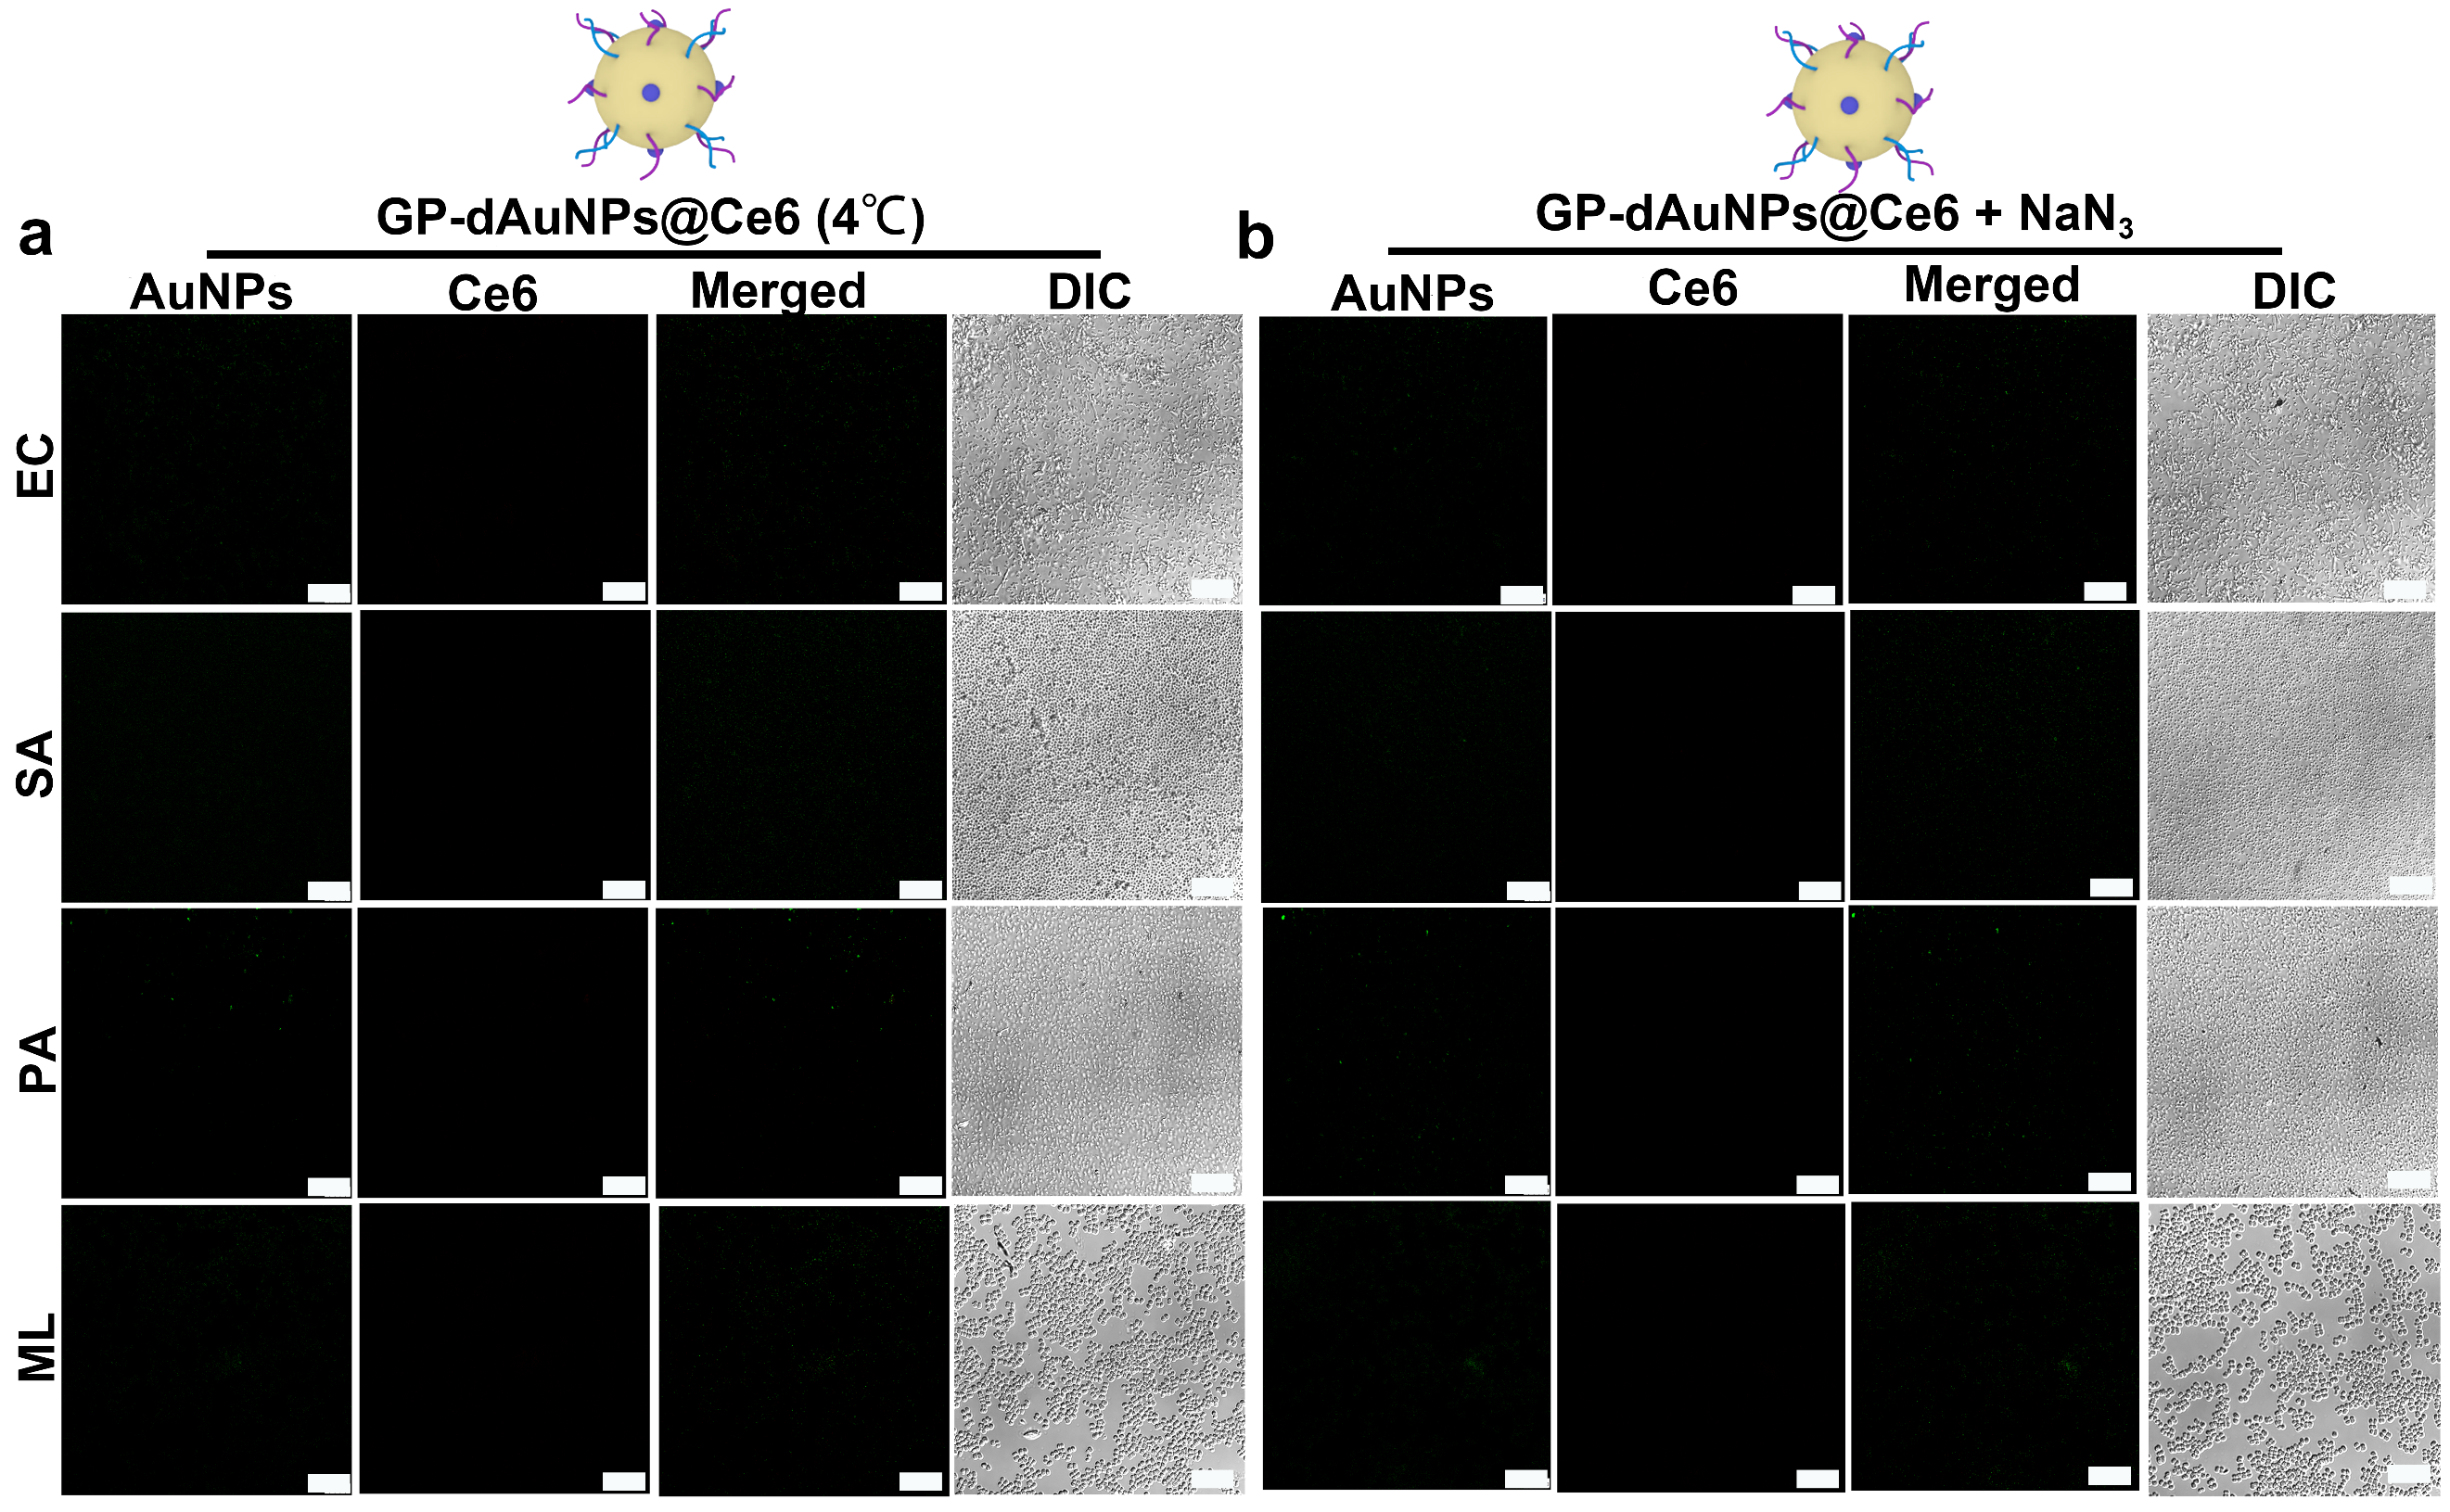 a
GP-dAuNPs@Ce6 (4℃)
AuNPs Ce6 Merged DIC
EC
SA
PA
ML
b
GP-dAuNPs@Ce6 + NaN₃
AuNPs Ce6 Merged DIC